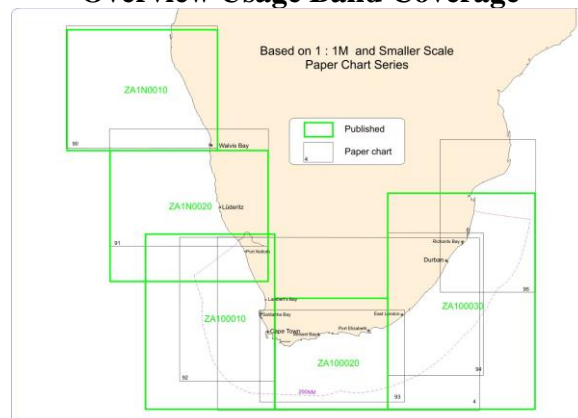 Overview Usage Band Coverage
Based on 1 : 1M and Smaller Scale
Paper Chart Series
Published
4 Paper chart
ZA1N0010
90
Walvis Bay
ZA1N0020
Lüderitz
91
Port Nolloth
Richards Bay
Durban
95
ZA100010
Lambert's Bay
Saldanha Bay
Cape Town
Mossel Bay
Port Elizabeth
East London
ZA100030
ZA100020
92
94
200NM
93
4